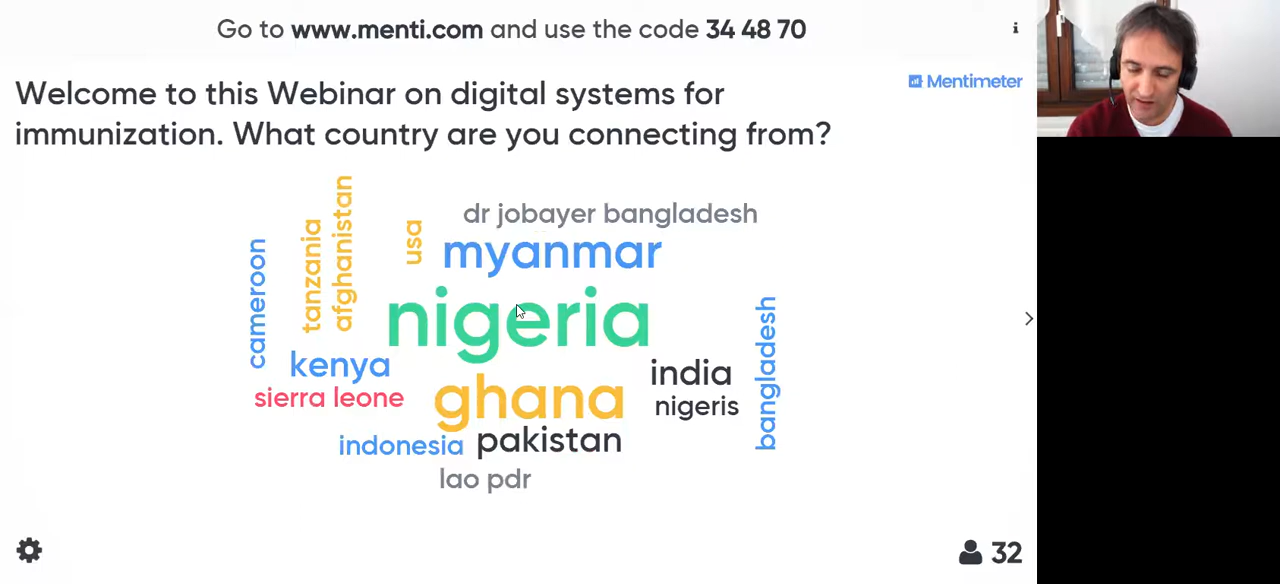 Go to www.menti.com and use the code 34 48 70
i
Mentimeter
Welcome to this Webinar on digital systems for
immunization. What country are you connecting from?
cameroon
tanzania
afghanistan
usa
dr jobayer bangladesh
myanmar
nigeria
kenya
sierra leone
ghana
india
nigeris
bangladesh
indonesia
pakistan
lao pdr
32